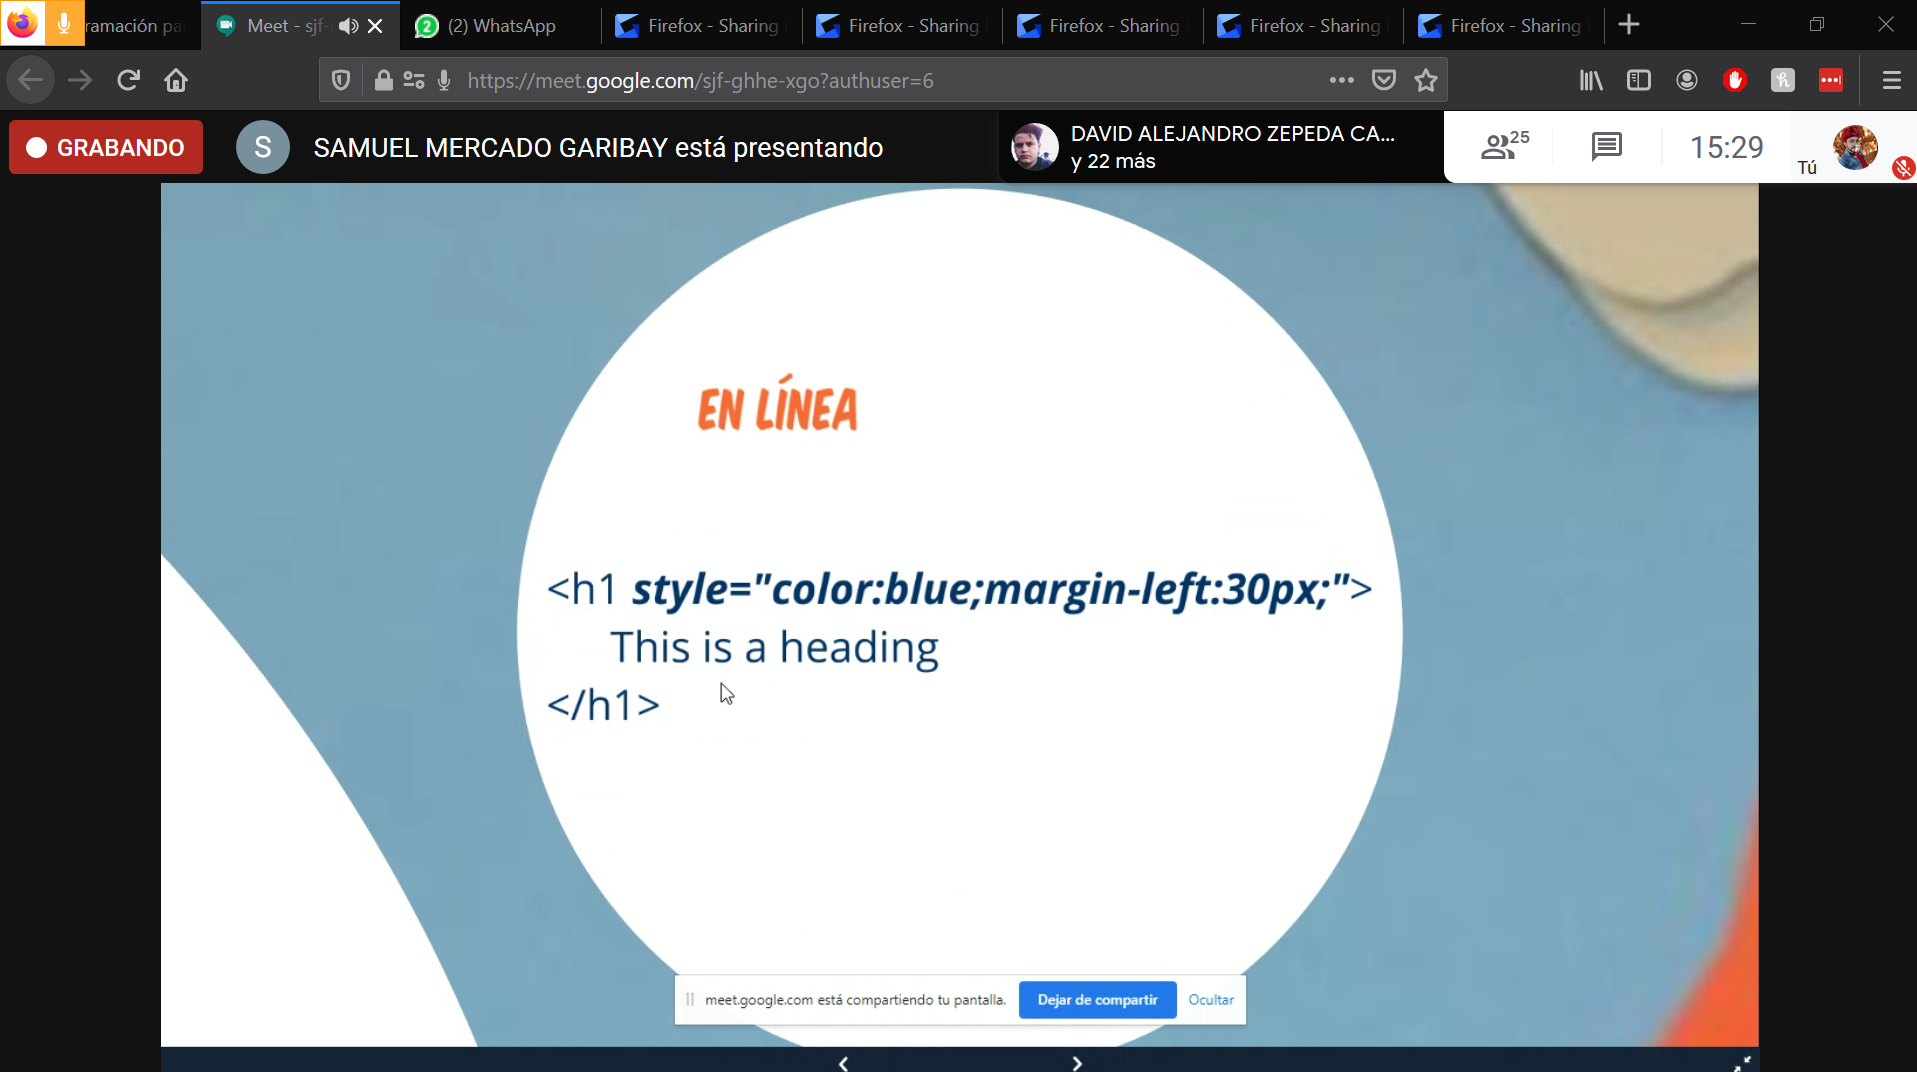 ramación pa
Meet - sjf-
(2) WhatsApp
Firefox - Sharing
Firefox - Sharing
Firefox - Sharing
Firefox - Sharing
Firefox - Sharing
https://meet.google.com/sjf-ghhe-xgo?authuser=6
GRABANDO
S
SAMUEL MERCADO GARIBAY está presentando
DAVID ALEJANDRO ZEPEDA CA...
y 22 más
25
15:29
Tú
EN LÍNEA
<h1 style="color:blue;margin-left:30px;">
This is a heading
</h1>
meet.google.com está compartiendo tu pantalla.
Dejar de compartir
Ocultar